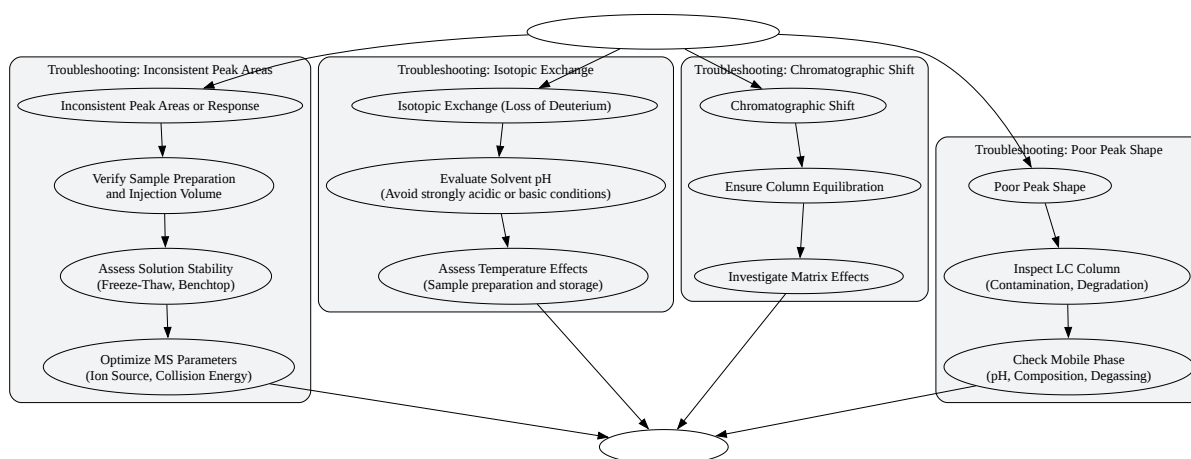 Troubleshooting: Inconsistent Peak Areas
Inconsistent Peak Areas or Response
Verify Sample Preparation
and Injection Volume
Assess Solution Stability
(Freeze-Thaw, Benchtop)
Optimize MS Parameters
(Ion Source, Collision Energy)
Troubleshooting: Isotopic Exchange
Isotopic Exchange (Loss of Deuterium)
Evaluate Solvent pH
(Avoid strongly acidic or basic conditions)
Assess Temperature Effects
(Sample preparation and storage)
Troubleshooting: Chromatographic Shift
Chromatographic Shift
Ensure Column Equilibration
Investigate Matrix Effects
Troubleshooting: Poor Peak Shape
Poor Peak Shape
Inspect LC Column
(Contamination, Degradation)
Check Mobile Phase
(pH, Composition, Degassing)